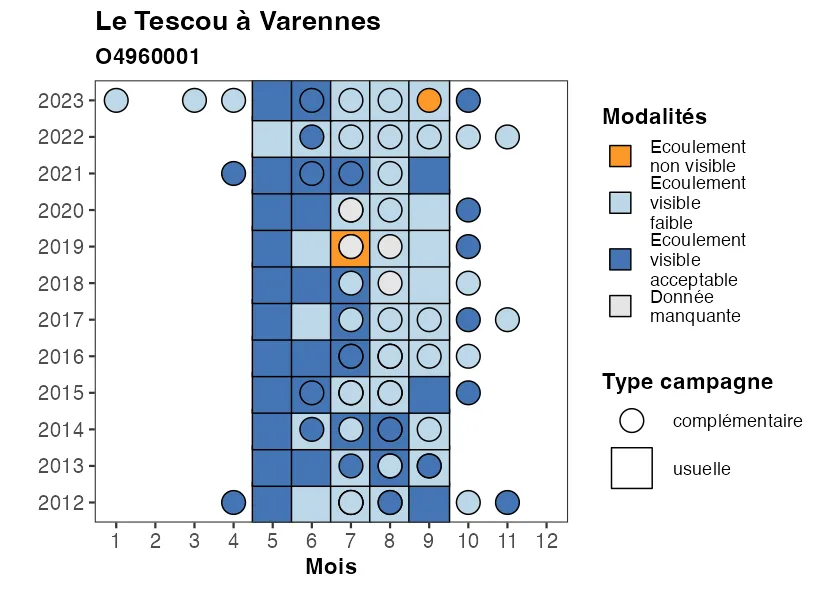 Le Tescou à Varennes
O4960001
2023
2022
2021
2020
2019
2018
2017
2016
2015
2014
2013
2012
1 2 3 4 5 6 7 8 9 10 11 12
Mois
Modalités
Ecoulement
non visible
Ecoulement
visible
faible
Ecoulement
visible
acceptable
Donnée
manquante
Type campagne
complémentaire
usuelle